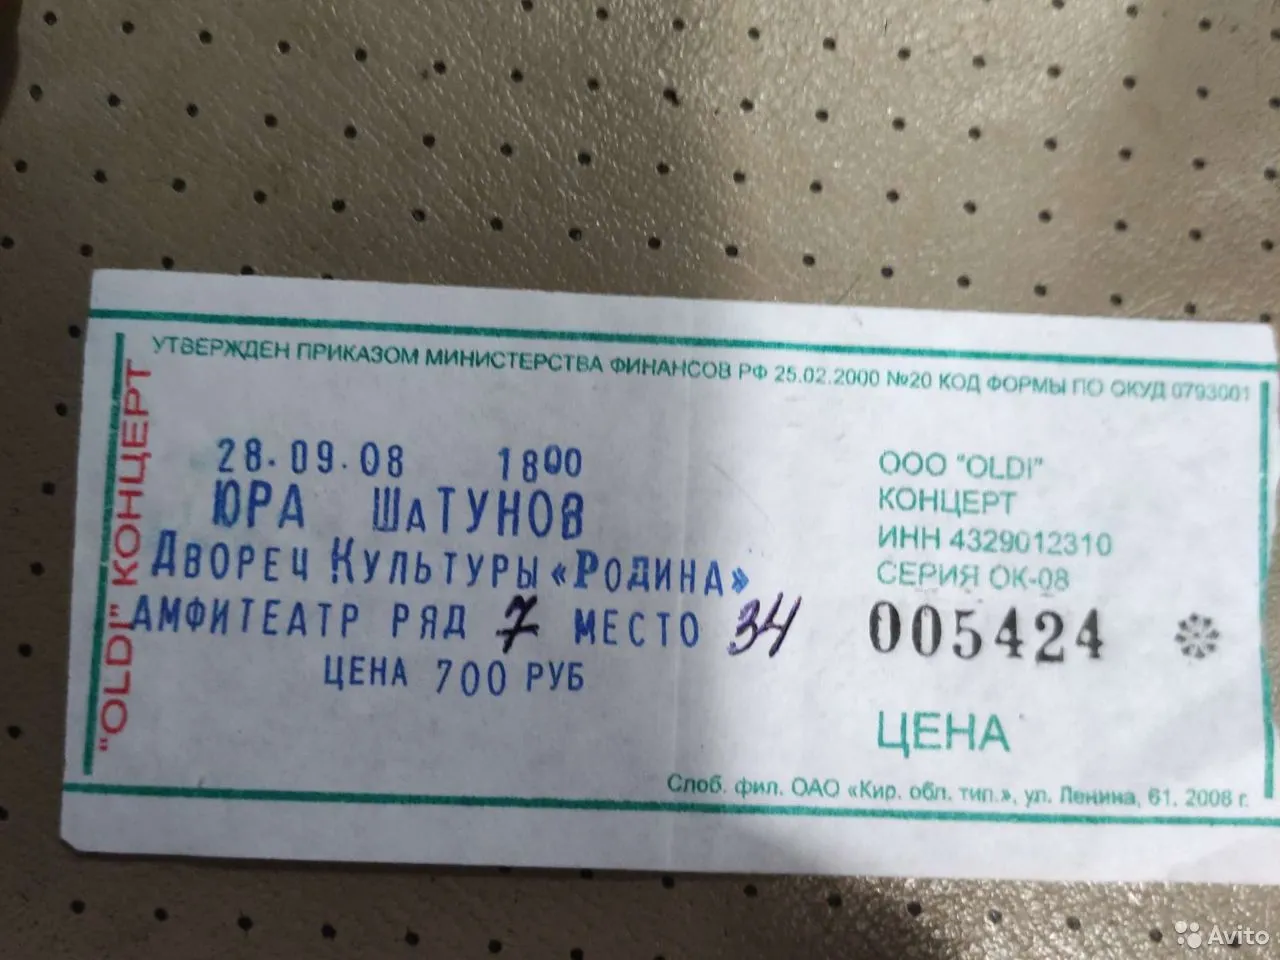 УТВЕРЖДЕН ПРИКАЗОМ МИНИСТЕРСТВА ФИНАНСОВ РФ 25.02.2000 №20 КОД ФОРМЫ ПО ОКУД 0793001
"OLDI" КОНЦЕРТ
28.09.08 1800
ЮРА ШаТУНОВ
ДВОРЕЦ КУЛЬТУРЫ «РОДИНА»
АМФИТЕАТР РЯД 7 МЕСТО 34
ЦЕНА 700 РУБ
ООО "OLDI"
КОНЦЕРТ
ИНН 4329012310
СЕРИЯ ОК-08
005424
ЦЕНА
Слоб. фил. ОАО «Кир. обл. тип.», ул. Ленина, 61. 2008 г.
Avito